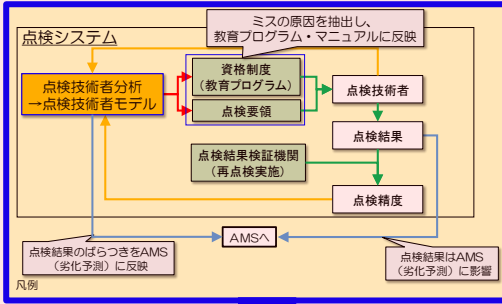 ミスの原因を抽出し、
教育プログラム・マニュアルに反映
点検システム
点検技術者分析
→点検技術者モデル
資格制度
(教育プログラム)
点検要領
点検技術者
点検結果
点検結果検証機関
(再点検実施)
点検精度
AMSへ
点検結果のばらつきをAMS
(劣化予測)に反映
点検結果はAMS
(劣化予測)に影響
凡例